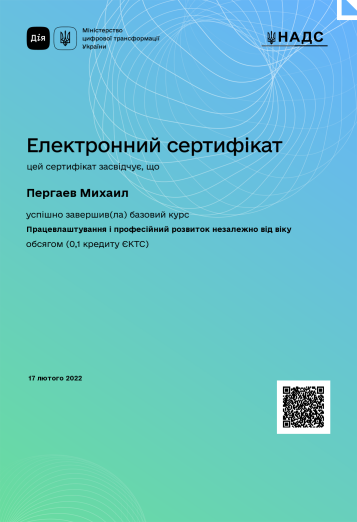 Дія
Міністерство
цифрової трансформації
України
НАДС
Електронний сертифікат
цей сертифікат засвідчує, що
Пергаев Михаил
успішно завершив(ла) базовий курс
Працевлаштування і професійний розвиток незалежно від віку
обсягом (0,1 кредиту ЄКТС)
17 лютого 2022